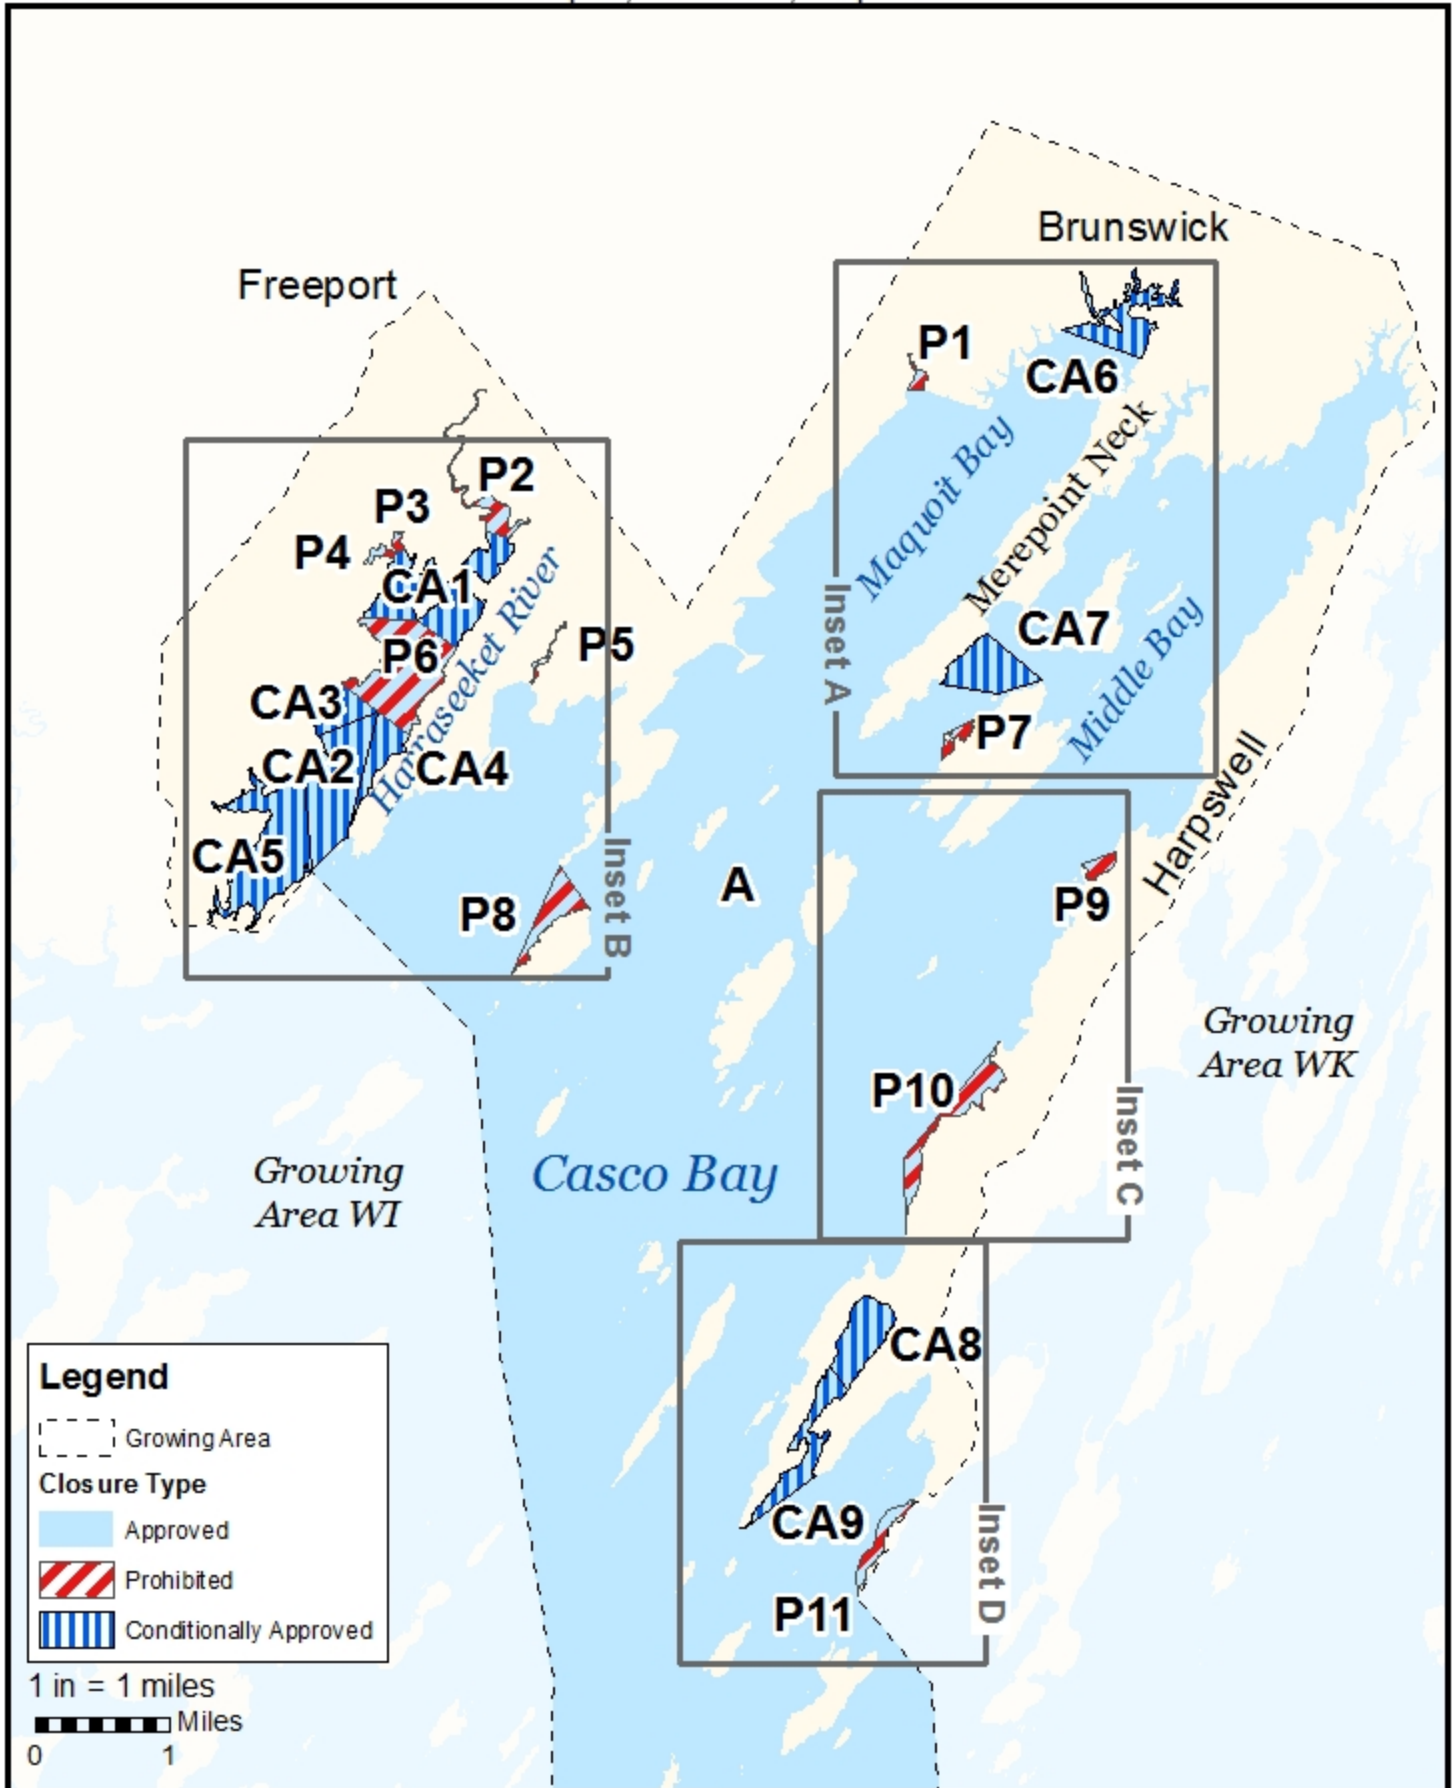 Brunswick
Freeport
P1
CA6
P2
P3
P4
CA1
Maquoit Bay
Merepoint Neck
Inset A
P5
P6
Harraseeket River
CA7
Middle Bay
CA3
P7
CA2
CA4
Harpswell
CA5
Inset B
A
P8
P9
Growing
Area WK
P10
Inset C
Growing
Area WI
Casco Bay
CA8
CA9
Inset D
P11
Legend
Growing Area
Closure Type
Approved
Prohibited
Conditionally Approved
1 in = 1 miles
Miles
0 1